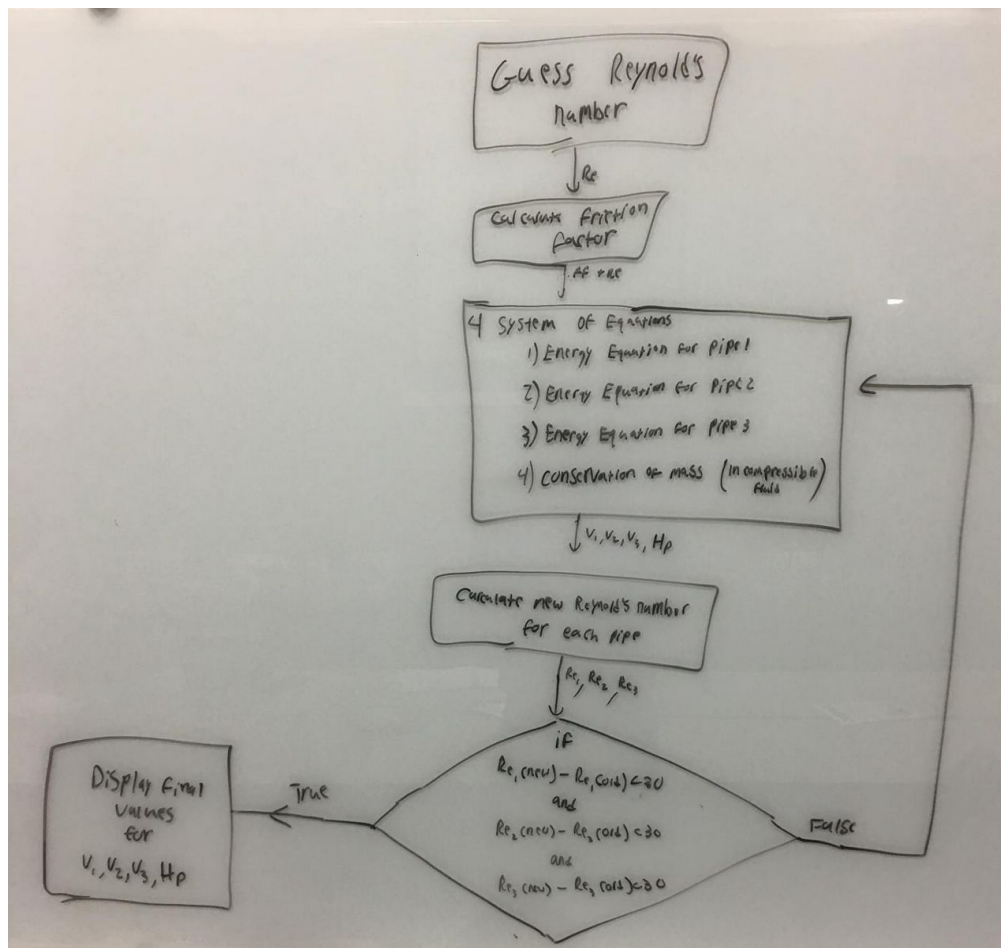 Guess Reynold's
number
Re
Calculate friction
factor
ff + Re
4 System of Equations
1) Energy Equation for pipe 1
2) Energy Equation for pipe 2
3) Energy Equation for pipe 3
4) conservation of mass (Incompressible
fluid)
V₁, V₂, V₃, Hp
Calculate new Reynold's number
for each pipe
Re₁, Re₂, Re₃
if
Re₁(new) - Re₁(old) < 30
and
Re₂(new) - Re₂(old) < 30
and
Re₃(new) - Re₃(old) < 30
True
False
Display final
values
for
V₁, V₂, V₃, Hp